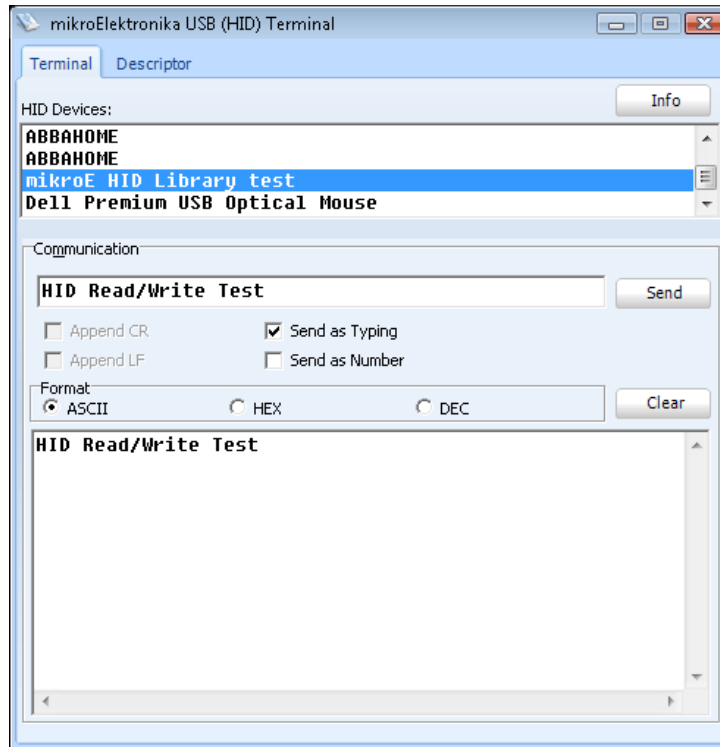 mikroElektronika USB (HID) Terminal
Terminal Descriptor
Info
HID Devices:
ABBAHOME
ABBAHOME
mikroE HID Library test
Dell Premium USB Optical Mouse
Communication
HID Read/Write Test
Send
Append CR Send as Typing
Append LF Send as Number
Format
ASCII HEX DEC
Clear
HID Read/Write Test